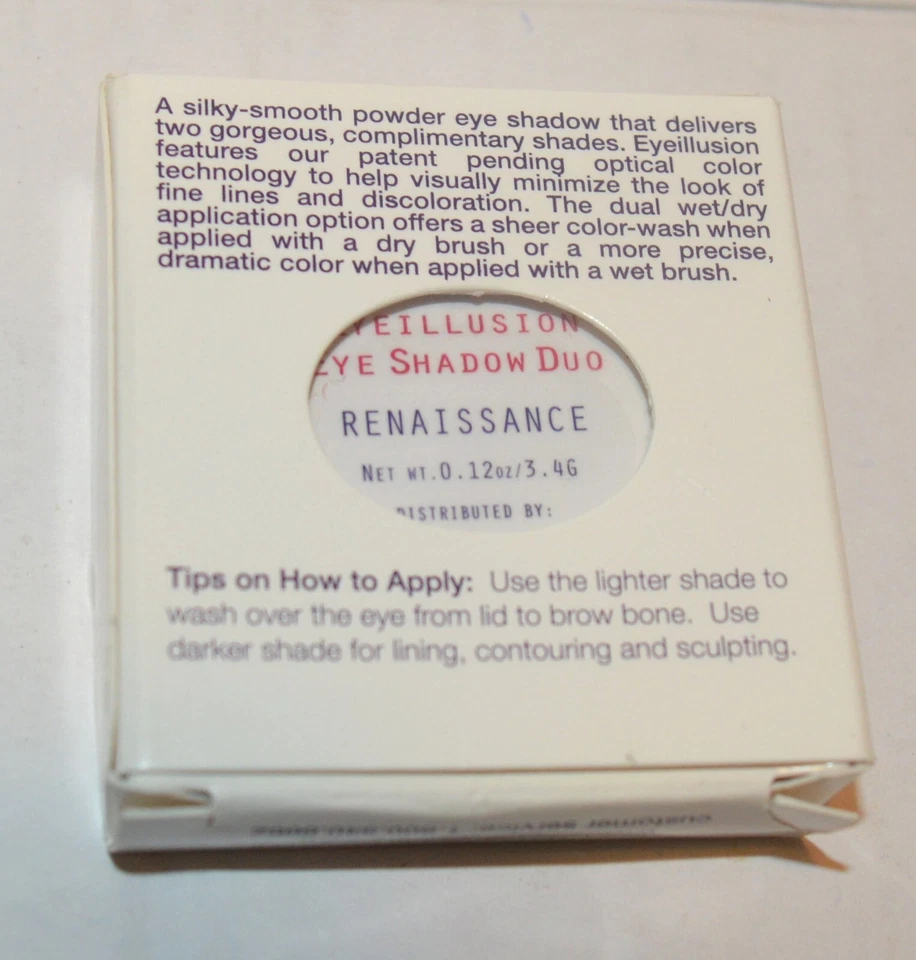 A silky-smooth powder eye shadow that delivers
two gorgeous, complimentary shades. Eyeillusion
features our patent pending optical color
technology to help visually minimize the look of
fine lines and discoloration. The dual wet/dry
application option offers a sheer color-wash when
applied with a dry brush or a more precise,
dramatic color when applied with a wet brush.
YEILLUSION
EYE SHADOW DUO
RENAISSANCE
NET WT.0.12oz/3.4G
DISTRIBUTED BY:
Tips on How to Apply: Use the lighter shade to
wash over the eye from lid to brow bone. Use
darker shade for lining, contouring and sculpting.
customer service: